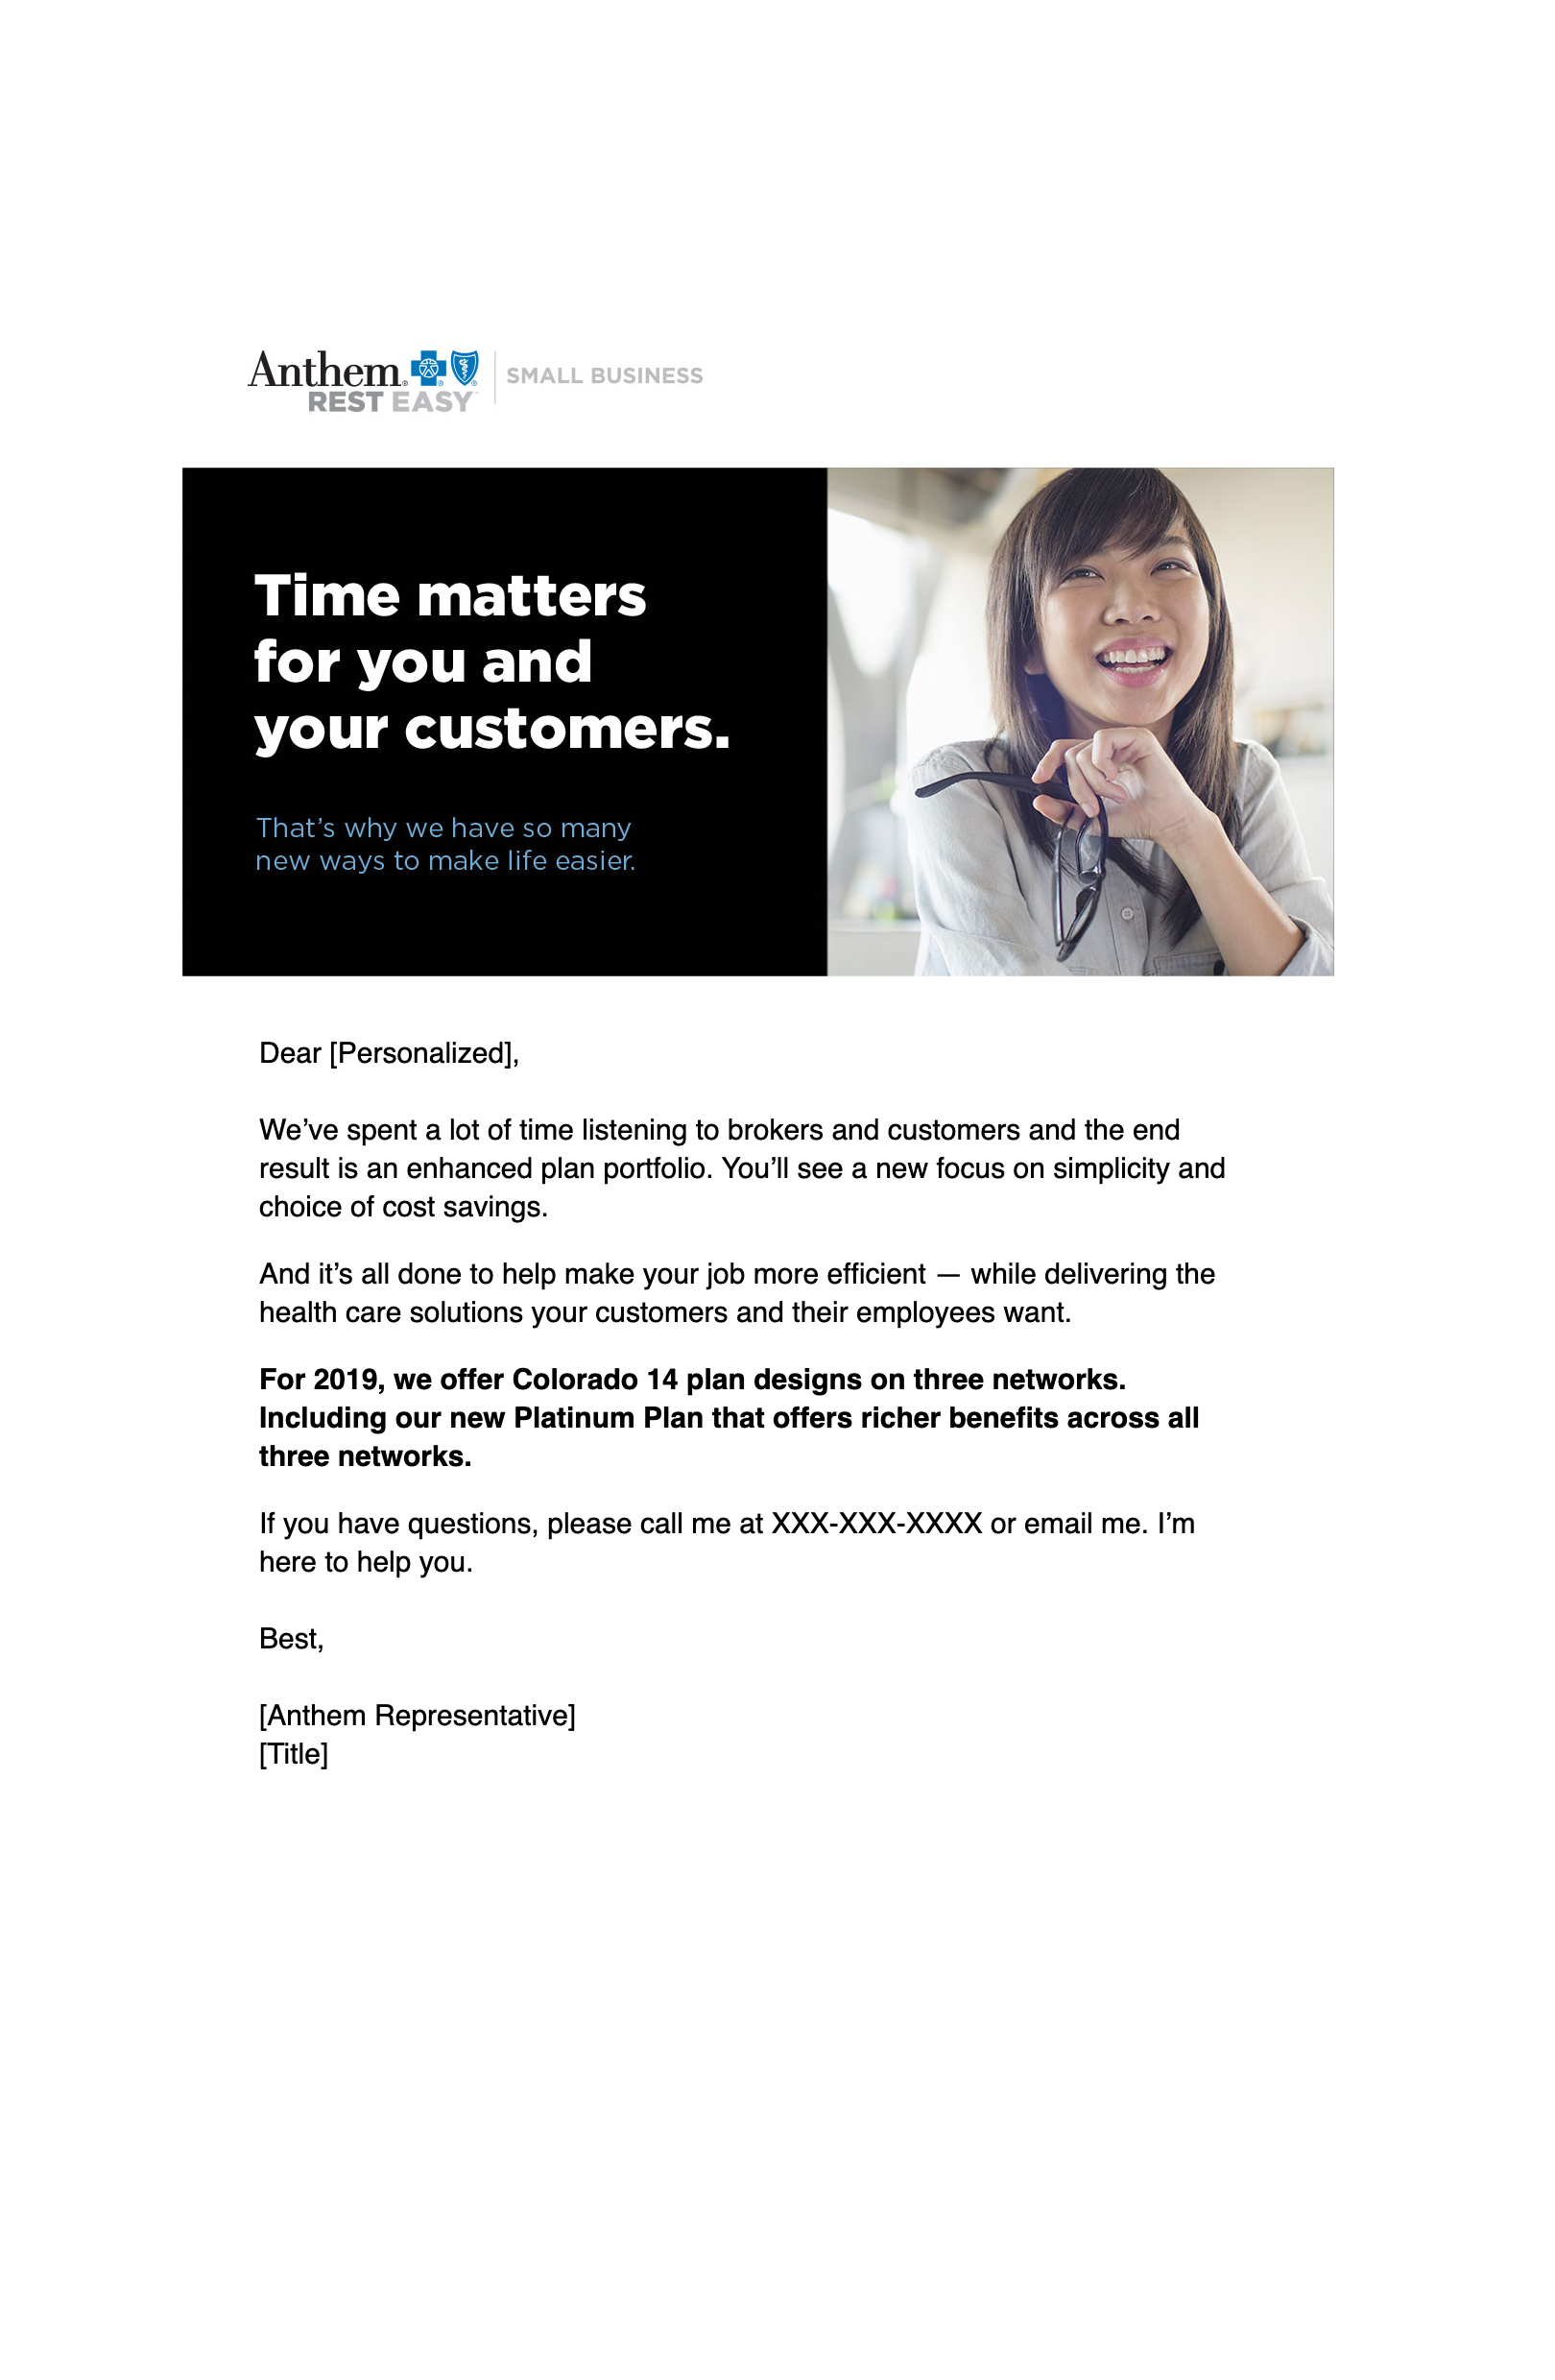 Anthem
REST EASY
SMALL BUSINESS
Time matters
for you and
your customers.
That’s why we have so many
new ways to make life easier.
Dear [Personalized],
We’ve spent a lot of time listening to brokers and customers and the end
result is an enhanced plan portfolio. You’ll see a new focus on simplicity and
choice of cost savings.
And it’s all done to help make your job more efficient — while delivering the
health care solutions your customers and their employees want.
For 2019, we offer Colorado 14 plan designs on three networks.
Including our new Platinum Plan that offers richer benefits across all
three networks.
If you have questions, please call me at XXX-XXX-XXXX or email me. I’m
here to help you.
Best,
[Anthem Representative]
[Title]